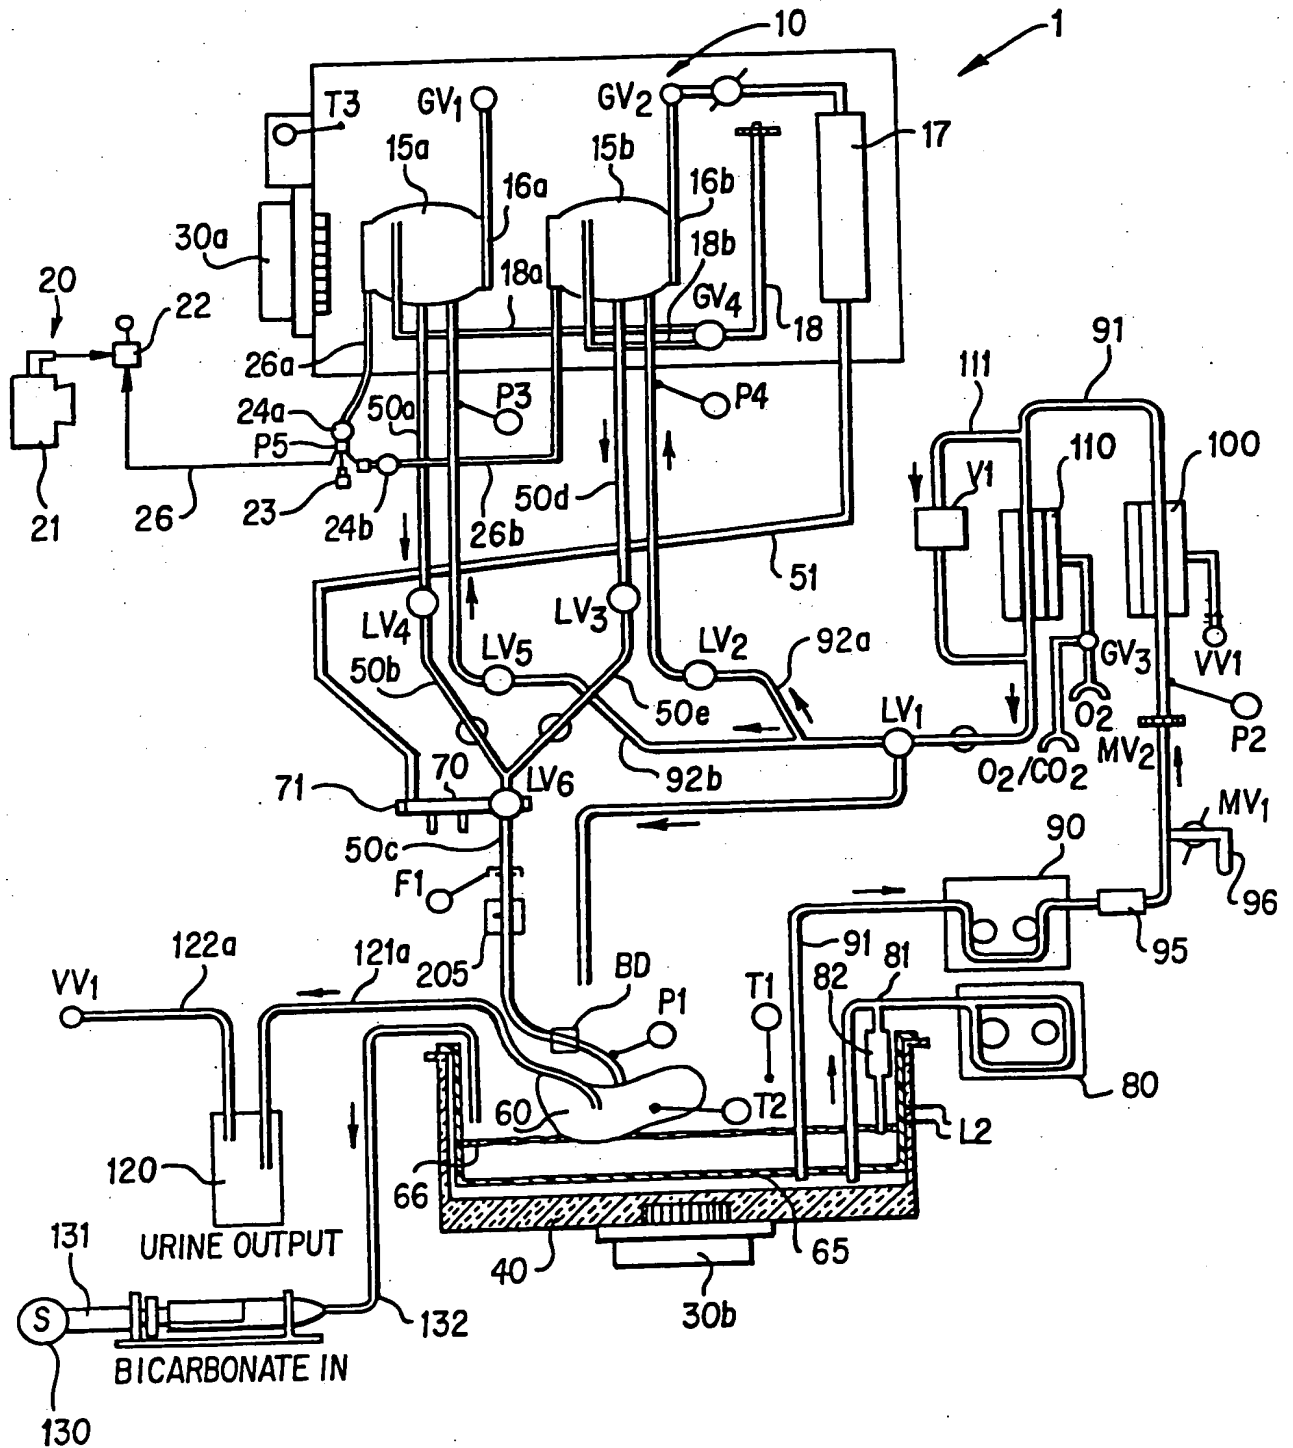 10
1
T3
GV1
GV2
17
15a
15b
16a
16b
30a
18a
18b
GV4
18
20
22
26a
91
111
P3
P4
24a
50a
P5
110
100
V1
21
26
23
24b
26b
50d
51
LV4
LV3
LV5
LV2
92a
GV3
VV1
50b
50e
LV1
O2
O2/CO2
MV2
P2
92b
71
70
LV6
MV1
50c
90
F1
96
95
122a
121a
205
BD
91
81
82
VV1
P1
T1
80
60
T2
L2
120
66
URINE OUTPUT
40
65
131
30b
S
132
BICARBONATE IN
130